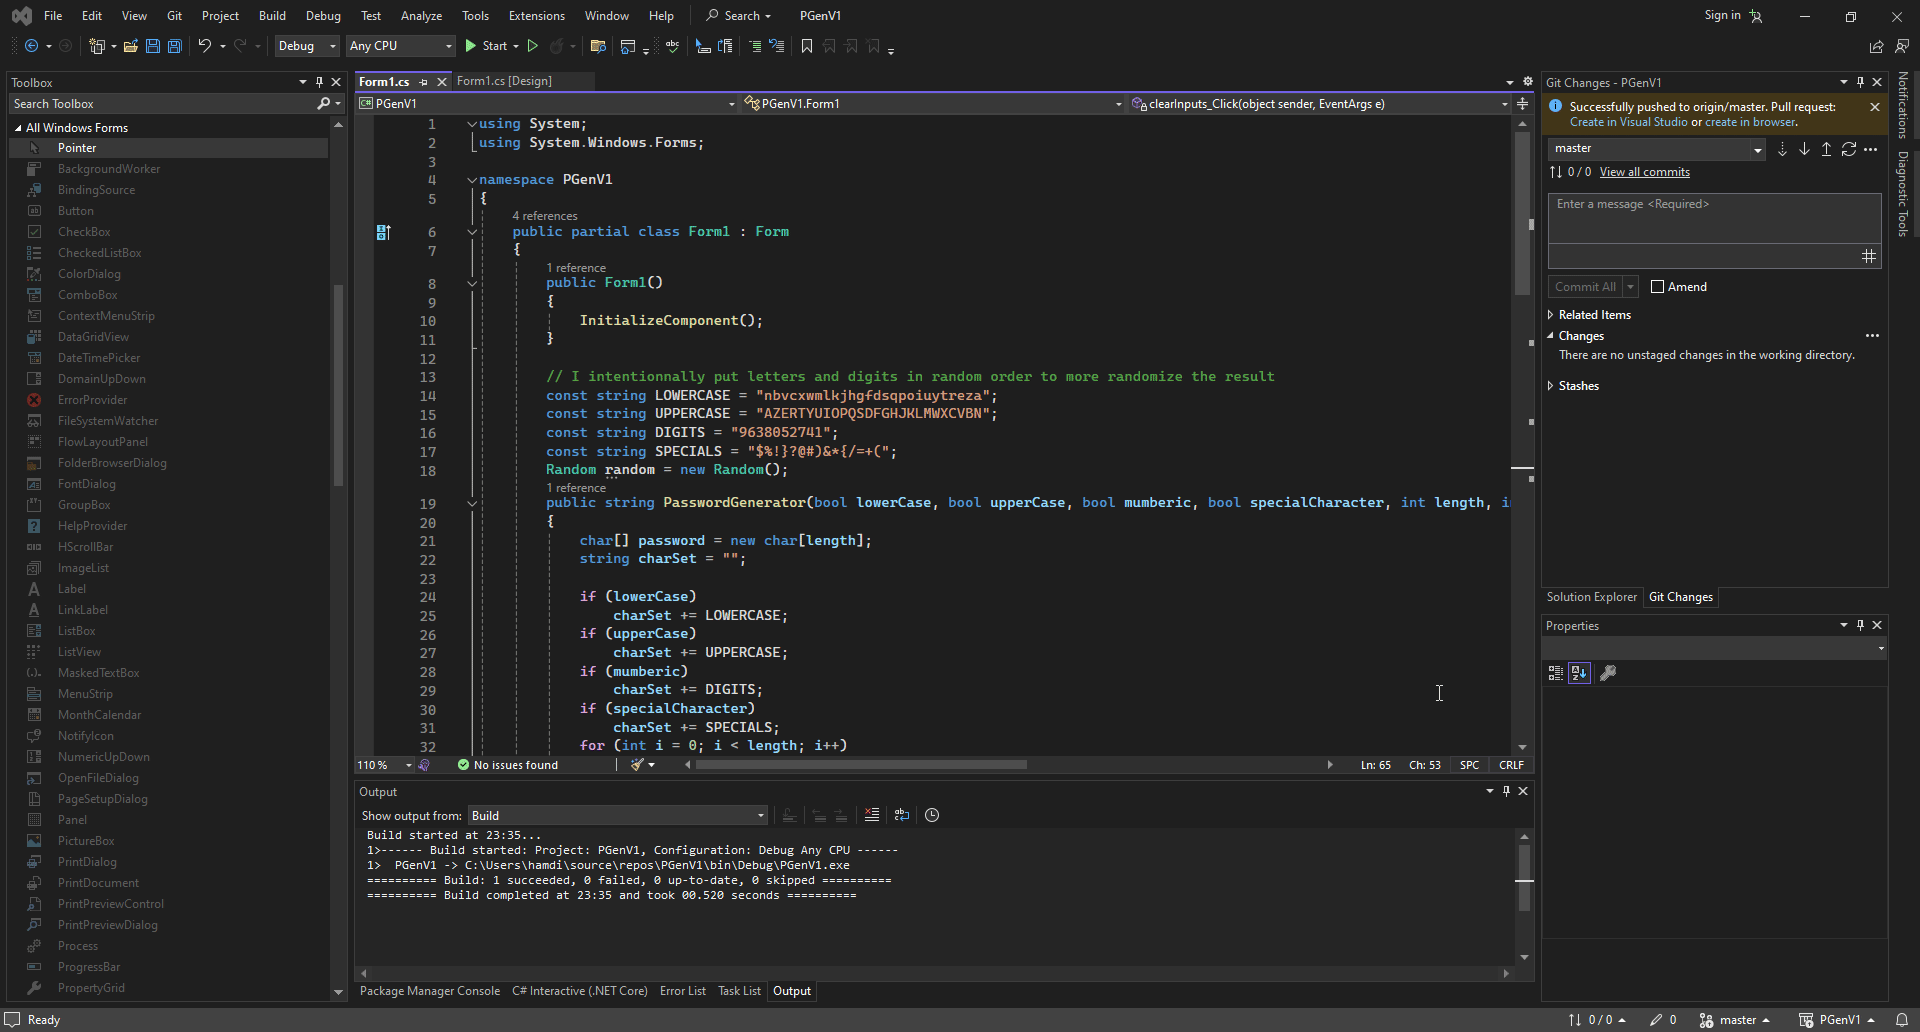 File Edit View Git Project Build Debug Test Analyze Tools Extensions Window Help Search PGenV1 Sign in
Debug Any CPU Start
Toolbox
Search Toolbox
All Windows Forms
Pointer
BackgroundWorker
BindingSource
Button
CheckBox
CheckedListBox
ColorDialog
ComboBox
ContextMenuStrip
DataGridView
DateTimePicker
DomainUpDown
ErrorProvider
FileSystemWatcher
FlowLayoutPanel
FolderBrowserDialog
FontDialog
GroupBox
HelpProvider
HScrollBar
ImageList
Label
LinkLabel
ListBox
ListView
MaskedTextBox
MenuStrip
MonthCalendar
NotifyIcon
NumericUpDown
OpenFileDialog
PageSetupDialog
Panel
PictureBox
PrintDialog
PrintDocument
PrintPreviewControl
PrintPreviewDialog
Process
ProgressBar
PropertyGrid
Form1.cs Form1.cs [Design]
PGenV1 PGenV1.Form1 clearInputs_Click(object sender, EventArgs e)
1 using System;
2 using System.Windows.Forms;
3
4 namespace PGenV1
5 {
4 references
6 public partial class Form1 : Form
7 {
1 reference
8 public Form1()
9 {
10 InitializeComponent();
11 }
12
13 // I intentionnally put letters and digits in random order to more randomize the result
14 const string LOWERCASE = "nbvcxwmlkjhgfdsqpoiuytreza";
15 const string UPPERCASE = "AZERTYUIOPQSDFGHJKLMWXCVBN";
16 const string DIGITS = "9638052741";
17 const string SPECIALS = "$%!}?@#)&*{/=+(";
18 Random random = new Random();
1 reference
19 public string PasswordGenerator(bool lowerCase, bool upperCase, bool mumberic, bool specialCharacter, int length, i
20 {
21 char[] password = new char[length];
22 string charSet = "";
23
24 if (lowerCase)
25 charSet += LOWERCASE;
26 if (upperCase)
27 charSet += UPPERCASE;
28 if (mumberic)
29 charSet += DIGITS;
30 if (specialCharacter)
31 charSet += SPECIALS;
32 for (int i = 0; i < length; i++)
110 % No issues found Ln: 65 Ch: 53 SPC CRLF
Output
Show output from: Build
Build started at 23:35...
1>------ Build started: Project: PGenV1, Configuration: Debug Any CPU ------
1> PGenV1 -> C:\Users\hamdi\source\repos\PGenV1\bin\Debug\PGenV1.exe
========== Build: 1 succeeded, 0 failed, 0 up-to-date, 0 skipped ==========
========== Build completed at 23:35 and took 00.520 seconds ==========
Package Manager Console C# Interactive (.NET Core) Error List Task List Output
Git Changes - PGenV1
Successfully pushed to origin/master. Pull request:
Create in Visual Studio or create in browser.
master
0 / 0 View all commits
Enter a message <Required>
Commit All Amend
Related Items
Changes
There are no unstaged changes in the working directory.
Stashes
Solution Explorer Git Changes
Properties
Notifications
Diagnostic Tools
Ready 0 / 0 0 master PGenV1